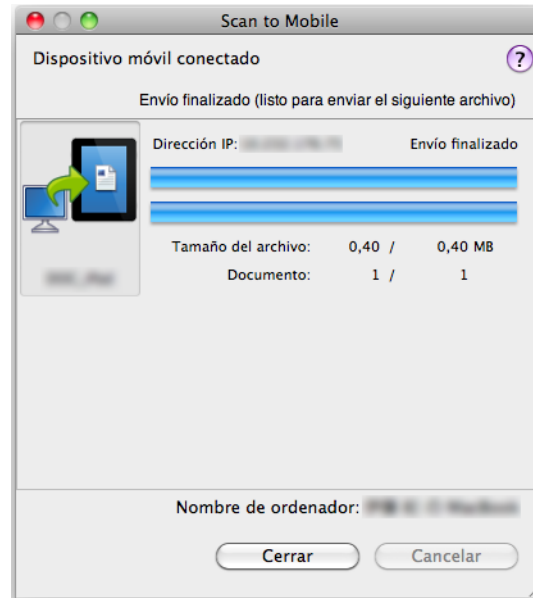 Scan to Mobile
Dispositivo móvil conectado ?
Envío finalizado (listo para enviar el siguiente archivo)
Dirección IP: Envío finalizado
Tamaño del archivo: 0,40 / 0,40 MB
Documento: 1 / 1
Nombre de ordenador:
Cerrar Cancelar